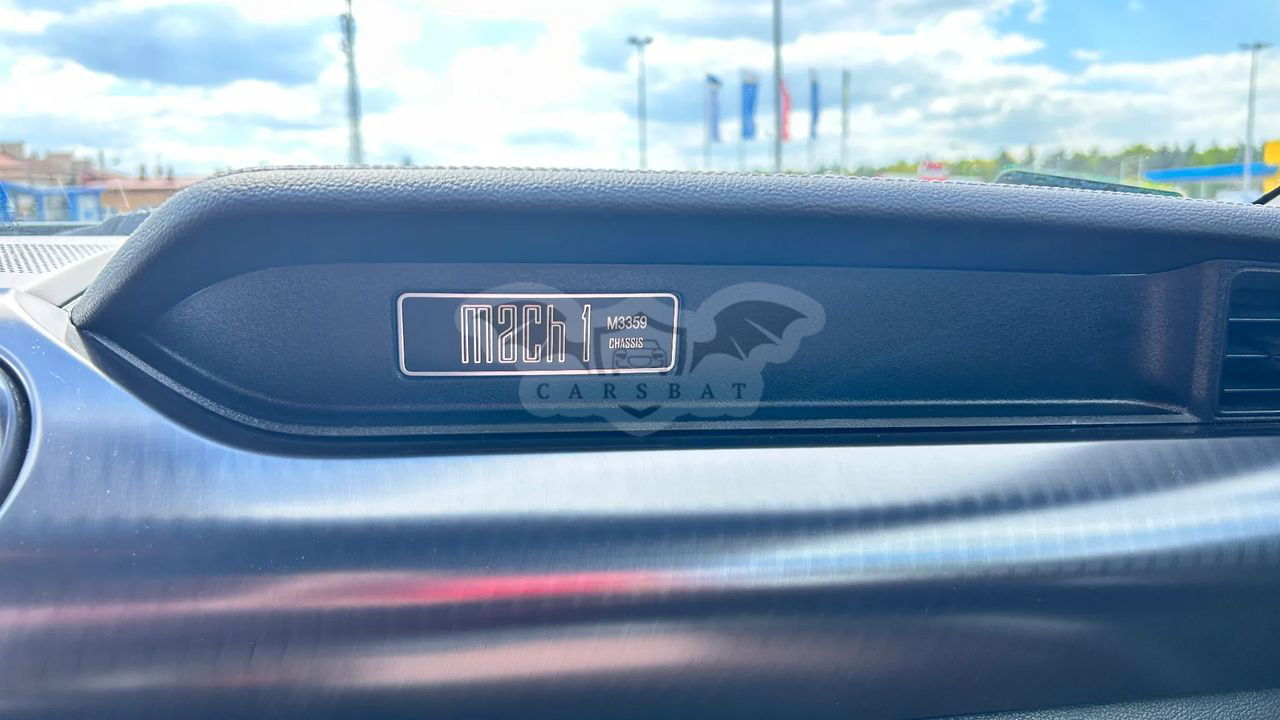 mach 1
M3359
CHASSIS
CARSBAT